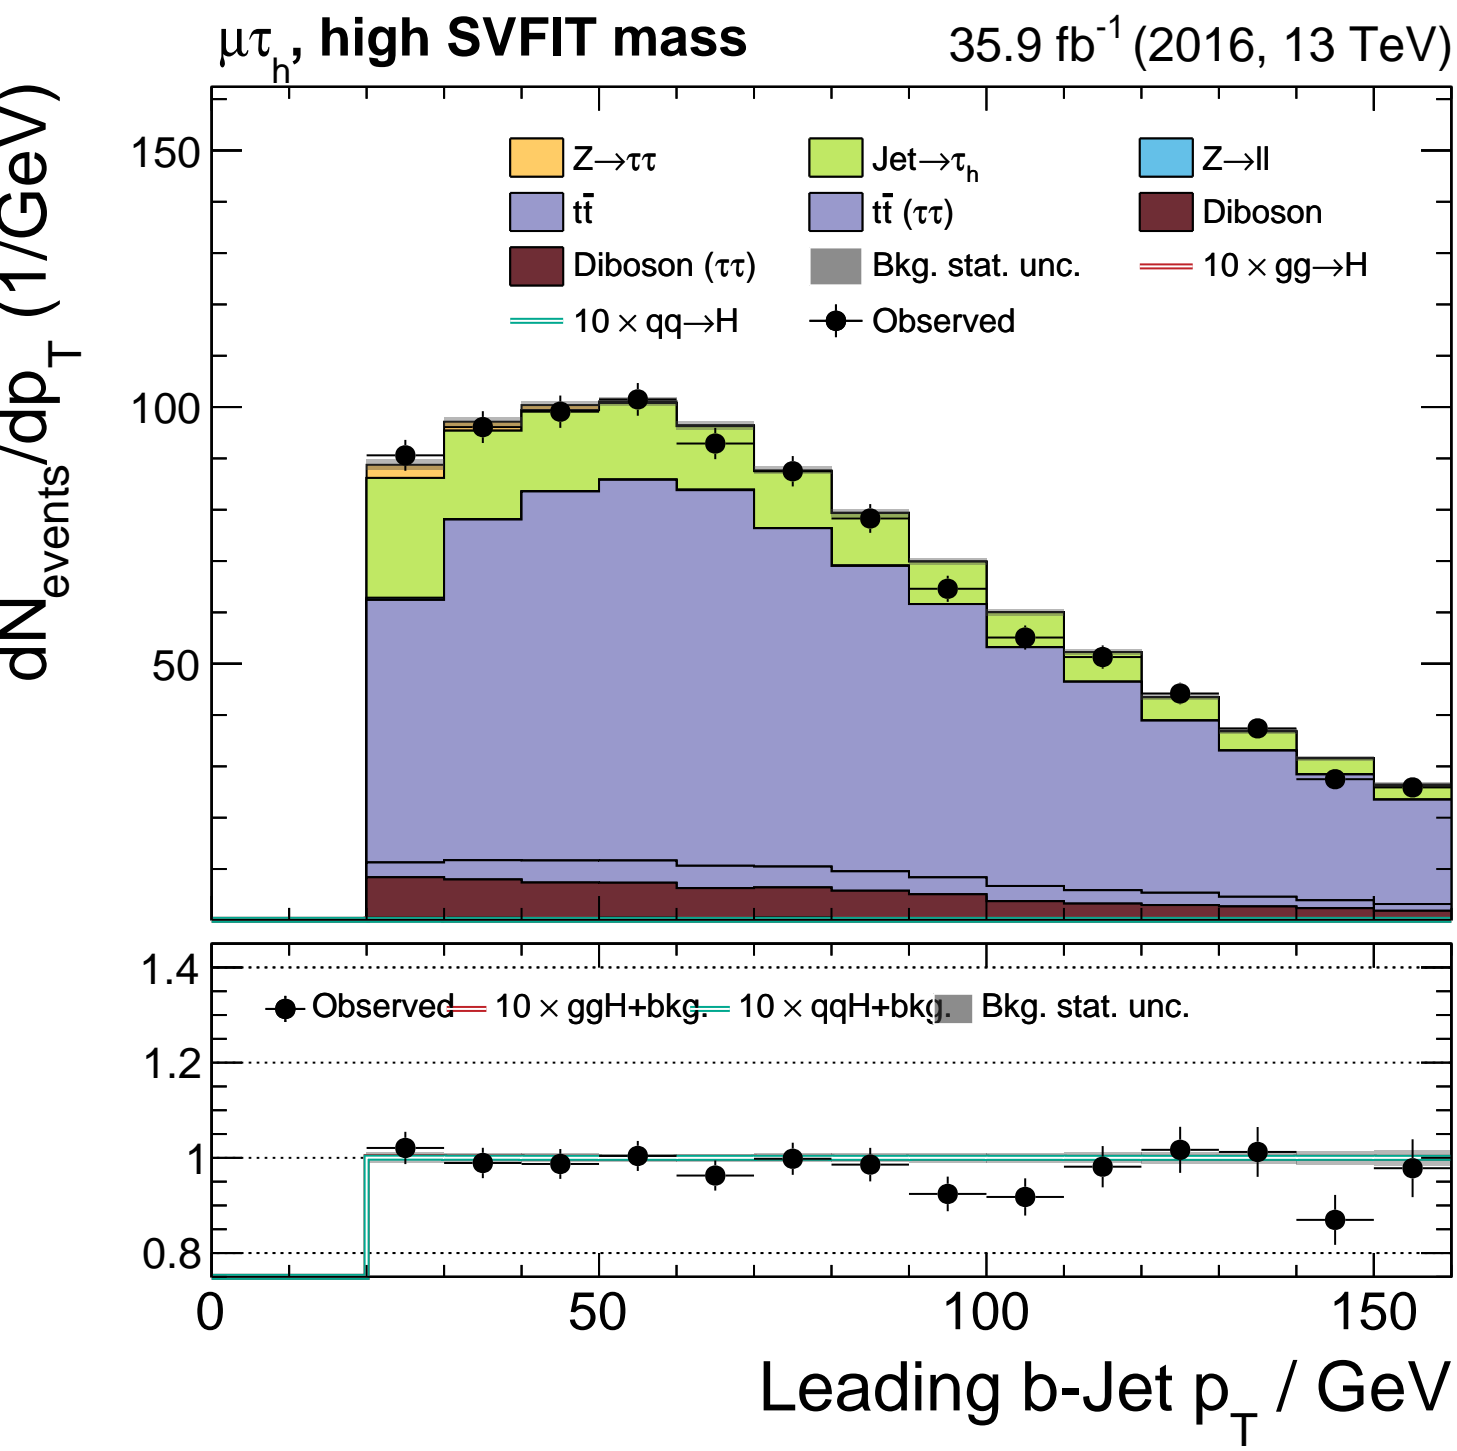 μτh, high SVFIT mass 35.9 fb-1 (2016, 13 TeV)
dNevents/dpT (1/GeV)
150
100
50
Z→ττ Jet→τh Z→ll
tt̄ tt̄ (ττ) Diboson
Diboson (ττ) Bkg. stat. unc. 10 × gg→H
10 × qq→H Observed
1.4
1.2
1
0.8
Observed 10 × ggH+bkg. 10 × qqH+bkg. Bkg. stat. unc.
0 50 100 150
Leading b-Jet pT / GeV